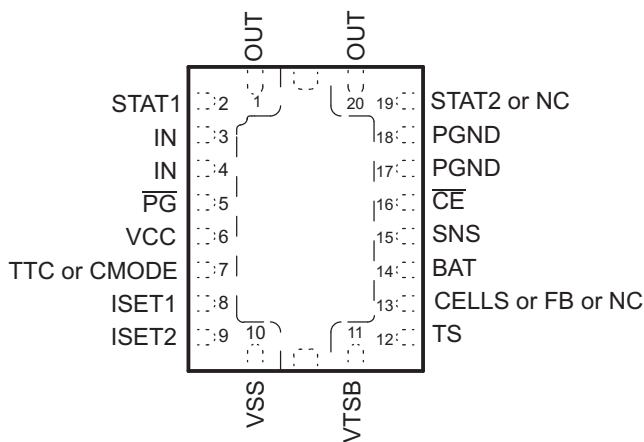 OUT OUT
1 20
STAT1 2 19 STAT2 or NC
IN 3 18 PGND
IN 4 17 PGND
PG 5 16 CE
VCC 6 15 SNS
TTC or CMODE 7 14 BAT
ISET1 8 13 CELLS or FB or NC
ISET2 9 12 TS
10 11
VSS VTSB